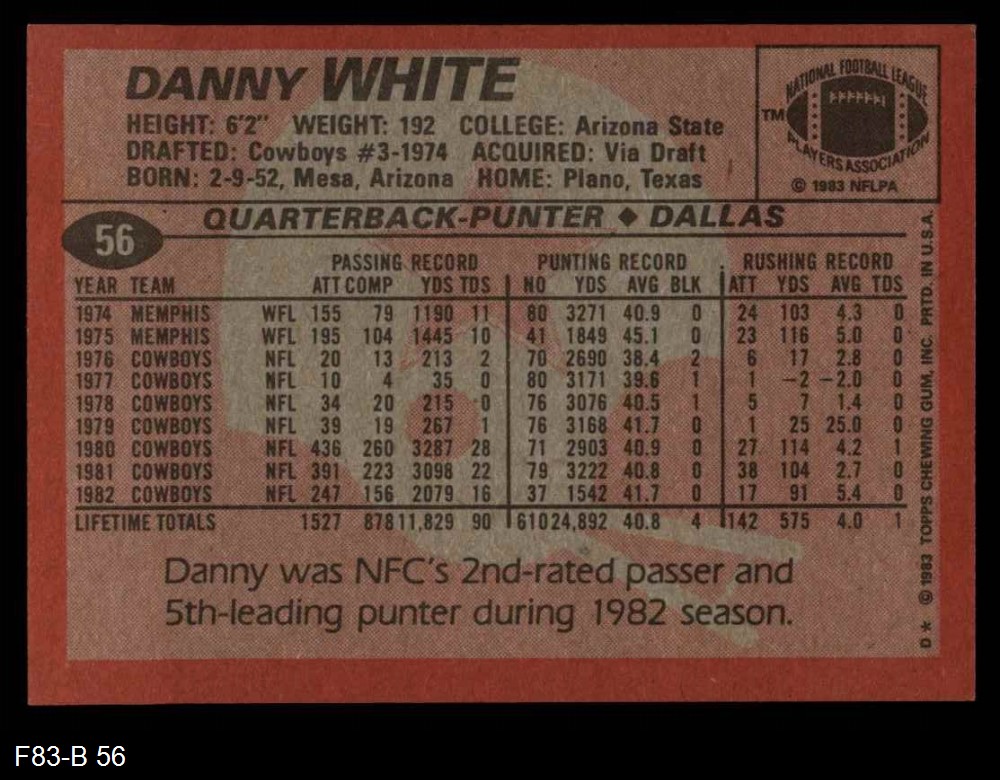 DANNY WHITE
HEIGHT: 6'2" WEIGHT: 192 COLLEGE: Arizona State
DRAFTED: Cowboys #3-1974 ACQUIRED: Via Draft
BORN: 2-9-52, Mesa, Arizona HOME: Plano, Texas
NATIONAL FOOTBALL LEAGUE
TM
PLAYERS ASSOCIATION
© 1983 NFLPA
56
QUARTERBACK-PUNTER ♦ DALLAS
PASSING RECORD PUNTING RECORD RUSHING RECORD
YEAR TEAM ATT COMP YDS TDS NO YDS AVG BLK ATT YDS AVG TDS
1974 MEMPHIS WFL 155 79 1190 11 80 3271 40.9 0 24 103 4.3 0
1975 MEMPHIS WFL 195 104 1445 10 41 1849 45.1 0 23 116 5.0 0
1976 COWBOYS NFL 20 13 213 2 70 2690 38.4 2 6 17 2.8 0
1977 COWBOYS NFL 10 4 35 0 80 3171 39.6 1 1 -2 -2.0 0
1978 COWBOYS NFL 34 20 215 0 76 3076 40.5 1 5 7 1.4 0
1979 COWBOYS NFL 39 19 267 1 76 3168 41.7 0 1 25 25.0 0
1980 COWBOYS NFL 436 260 3287 28 71 2903 40.9 0 27 114 4.2 1
1981 COWBOYS NFL 391 223 3098 22 79 3222 40.8 0 38 104 2.7 0
1982 COWBOYS NFL 247 156 2079 16 37 1542 41.7 0 17 91 5.4 0
LIFETIME TOTALS 1527 878 11,829 90 610 24,892 40.8 4 142 575 4.0 1
Danny was NFC's 2nd-rated passer and
5th-leading punter during 1982 season.
D* © 1983 TOPPS CHEWING GUM, INC. PRTD. IN U.S.A.
F83-B 56